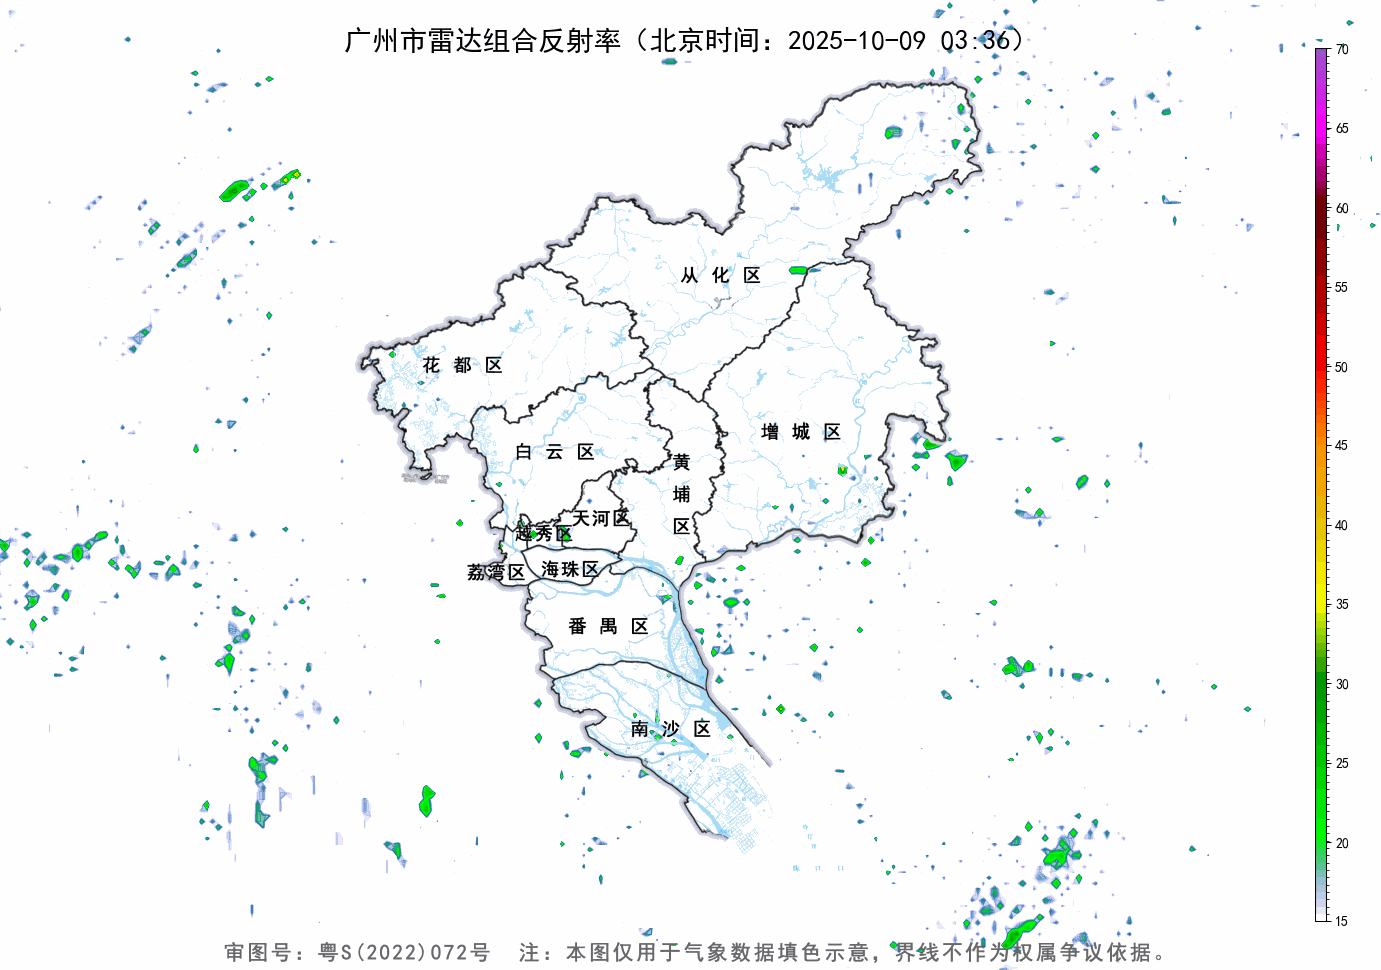 广州市雷达组合反射率（北京时间：2025-10-09 03:36）
70
65
60
55
50
45
40
35
30
25
20
15
从化区
花都区
增城区
白云区
黄埔区
天河区
越秀区
荔湾区
海珠区
番禺区
南沙区
审图号：粤S(2022)072号 注：本图仅用于气象数据填色示意，界线不作为权属争议依据。